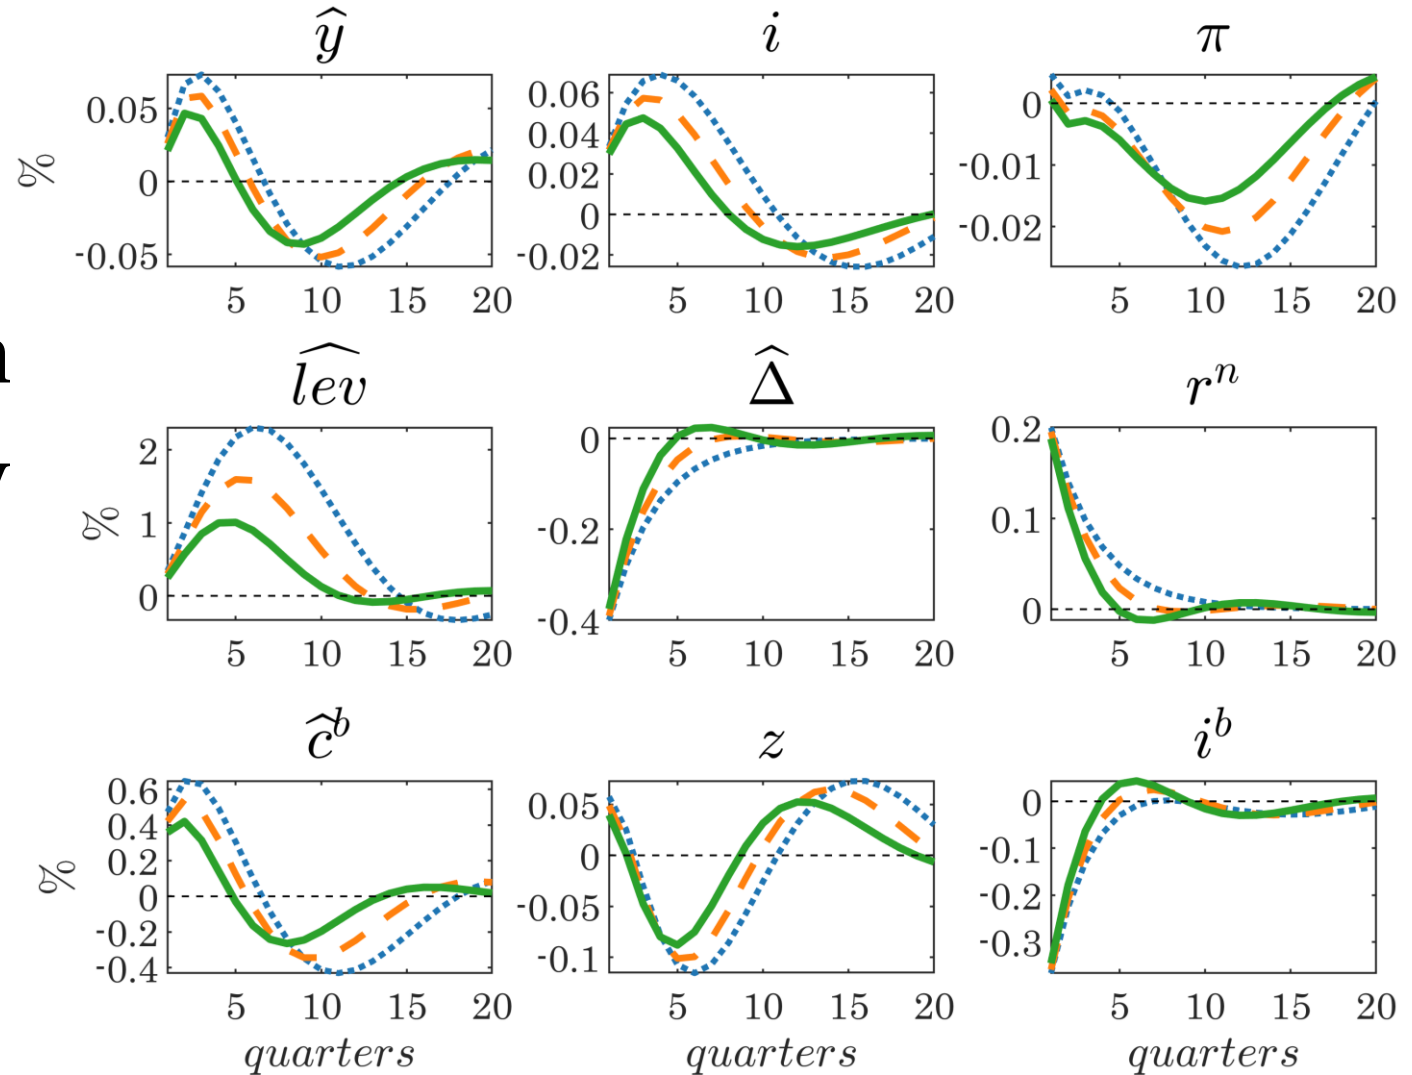 ŷ i π
0.05 0.06 0
% 0.04 -0.01
0 0.02
0 -0.02
-0.05 -0.02
5 10 15 20 5 10 15 20 5 10 15 20
n
l̂ev Δ̂ rⁿ
y
2 0 0.2
% 1 -0.2 0.1
0 -0.4 0
5 10 15 20 5 10 15 20 5 10 15 20
ĉᵇ z iᵇ
0.6 0.05 0
0.4
% 0.2 0 -0.1
0 -0.05 -0.2
-0.2 -0.3
-0.4 -0.1
5 10 15 20 5 10 15 20 5 10 15 20
quarters quarters quarters